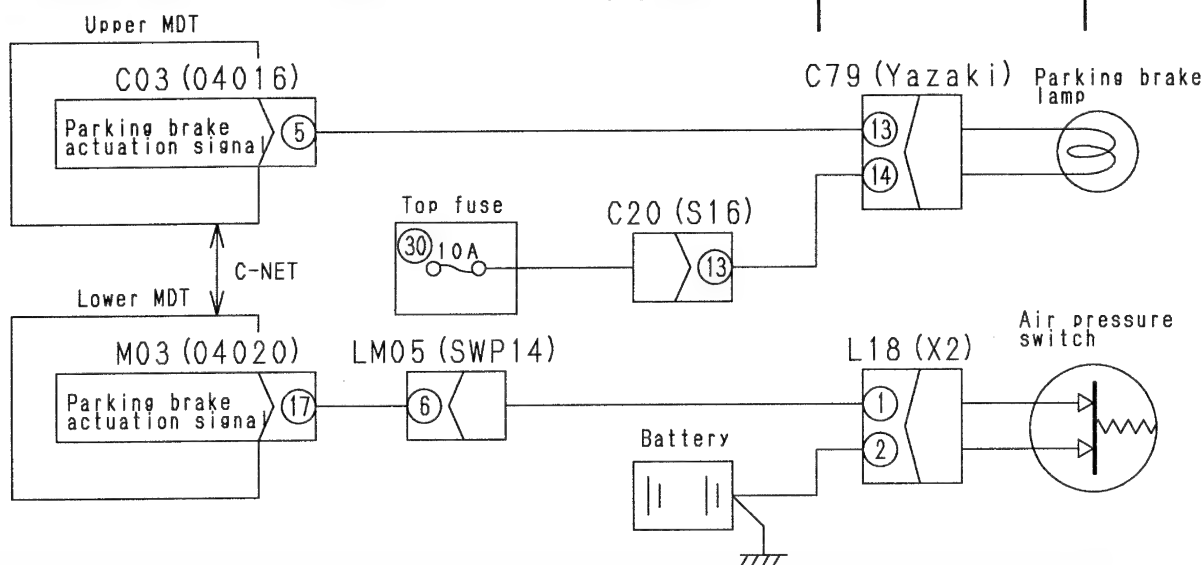 Upper MDT
C03 (04016)
Parking brake
actuation signal
5
C79 (Yazaki)
13
14
Parking brake
lamp
Top fuse
30
10A
C20 (S16)
13
C-NET
Lower MDT
M03 (04020)
Parking brake
actuation signal
17
LM05 (SWP14)
6
L18 (X2)
1
2
Air pressure
switch
Battery